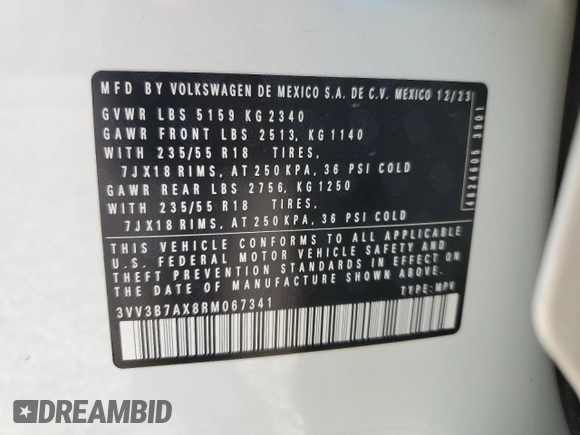 MFD BY VOLKSWAGEN DE MEXICO S.A. DE C.V. MEXICO 12/23
GVWR LBS 5159 KG 2340
GAWR FRONT LBS 2513, KG 1140
WITH 235/55 R18 TIRES,
7JX18 RIMS, AT 250 KPA, 36 PSI COLD
GAWR REAR LBS 2756, KG 1250
WITH 235/55 R18 TIRES,
7JX18 RIMS, AT 250 KPA, 36 PSI COLD
THIS VEHICLE CONFORMS TO ALL APPLICABLE
U.S. FEDERAL MOTOR VEHICLE SAFETY AND
THEFT PREVENTION STANDARDS IN EFFECT ON
THE DATE OF MANUFACTURE SHOWN ABOVE.
3VV3B7AX8RM067341 TYPE: MPV
DREAMBID